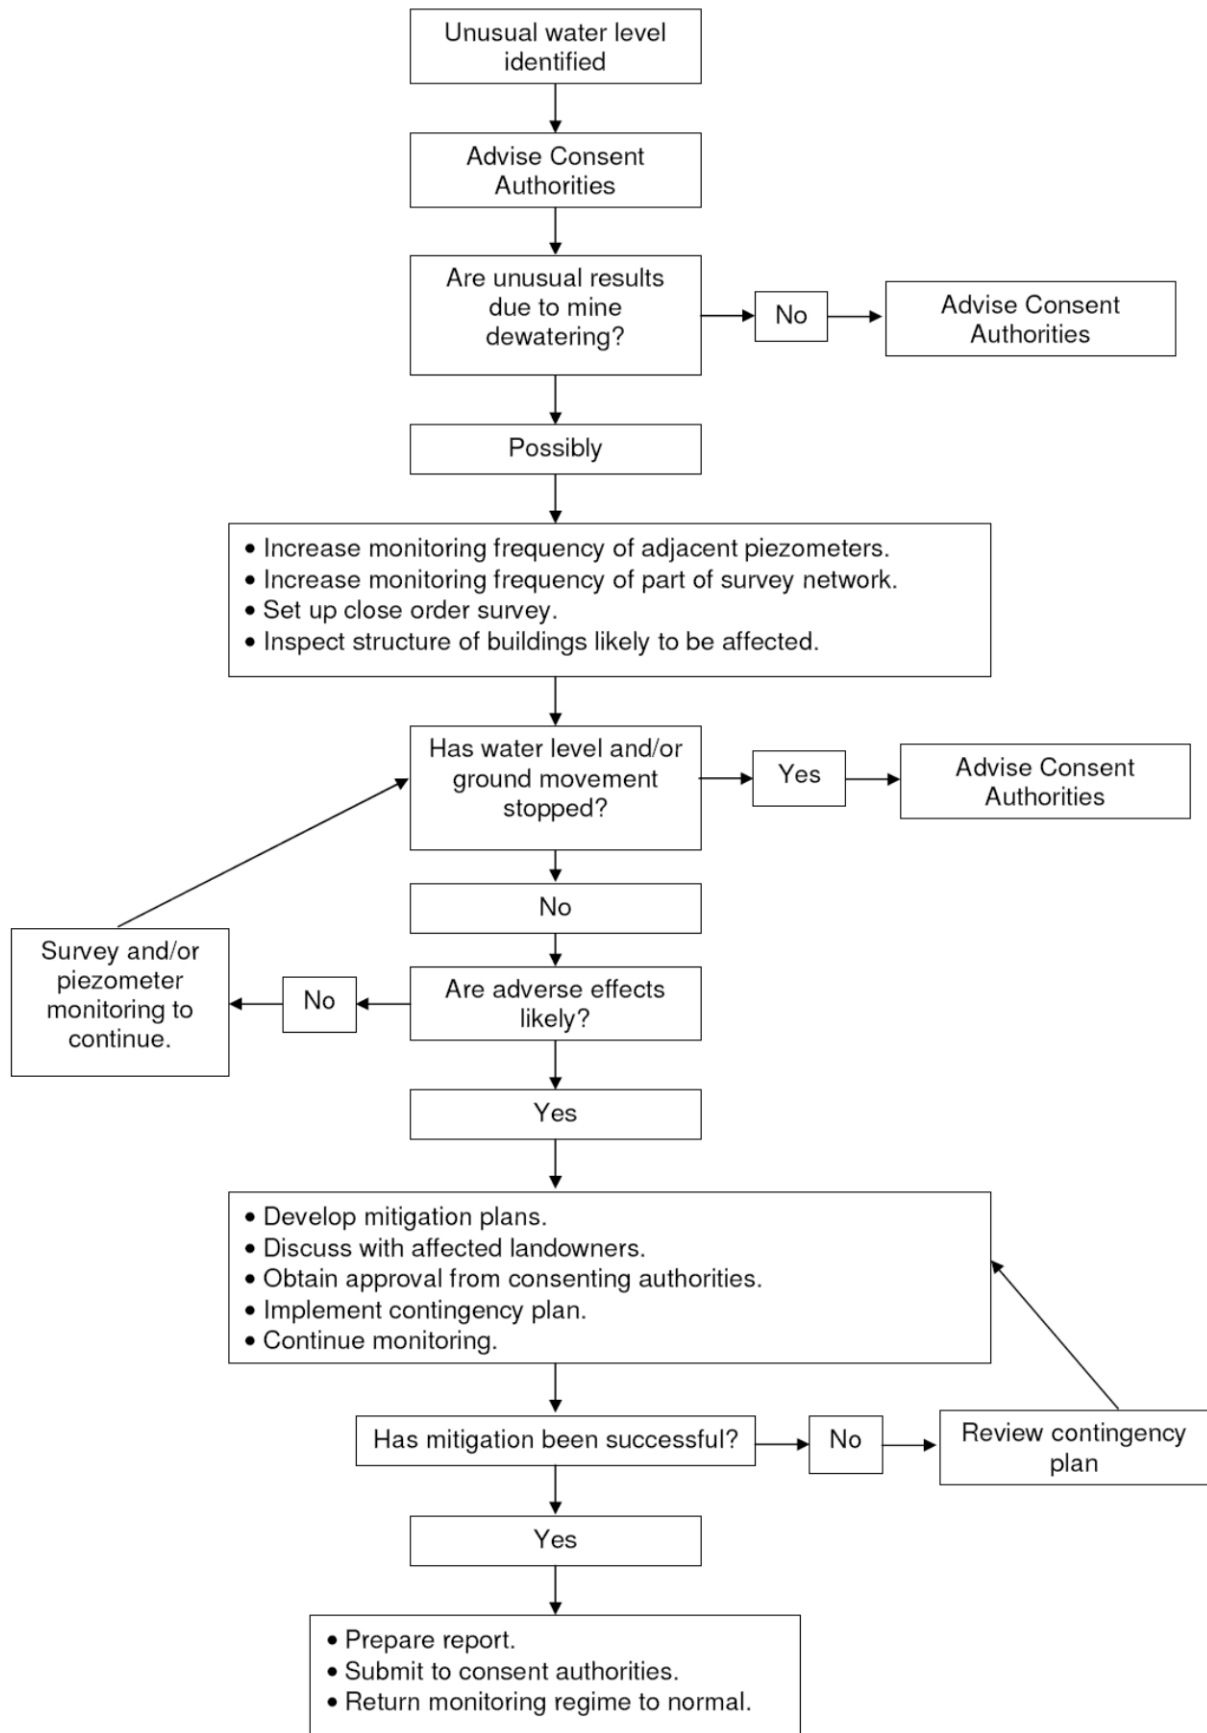 Unusual water level
identified
Advise Consent
Authorities
Are unusual results
due to mine
dewatering?
No
Advise Consent
Authorities
Possibly
• Increase monitoring frequency of adjacent piezometers.
• Increase monitoring frequency of part of survey network.
• Set up close order survey.
• Inspect structure of buildings likely to be affected.
Has water level and/or
ground movement
stopped?
Yes
Advise Consent
Authorities
No
Are adverse effects
likely?
No
Survey and/or
piezometer
monitoring to
continue.
Yes
• Develop mitigation plans.
• Discuss with affected landowners.
• Obtain approval from consenting authorities.
• Implement contingency plan.
• Continue monitoring.
Has mitigation been successful?
No
Review contingency
plan
Yes
• Prepare report.
• Submit to consent authorities.
• Return monitoring regime to normal.